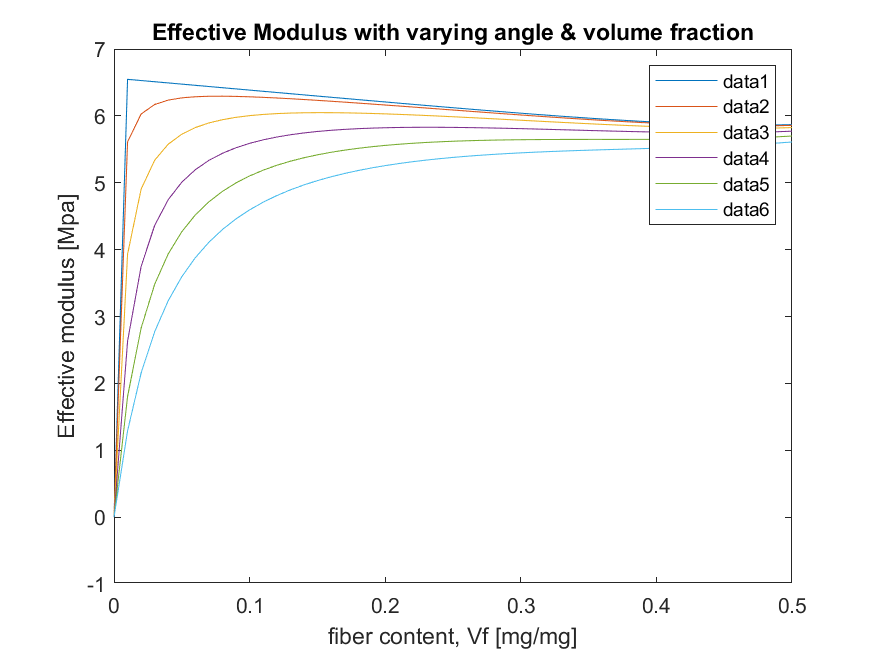 Effective Modulus with varying angle & volume fraction
7
6
5
4
3
2
1
0
-1
Effective modulus [Mpa]
data1
data2
data3
data4
data5
data6
0 0.1 0.2 0.3 0.4 0.5
fiber content, Vf [mg/mg]